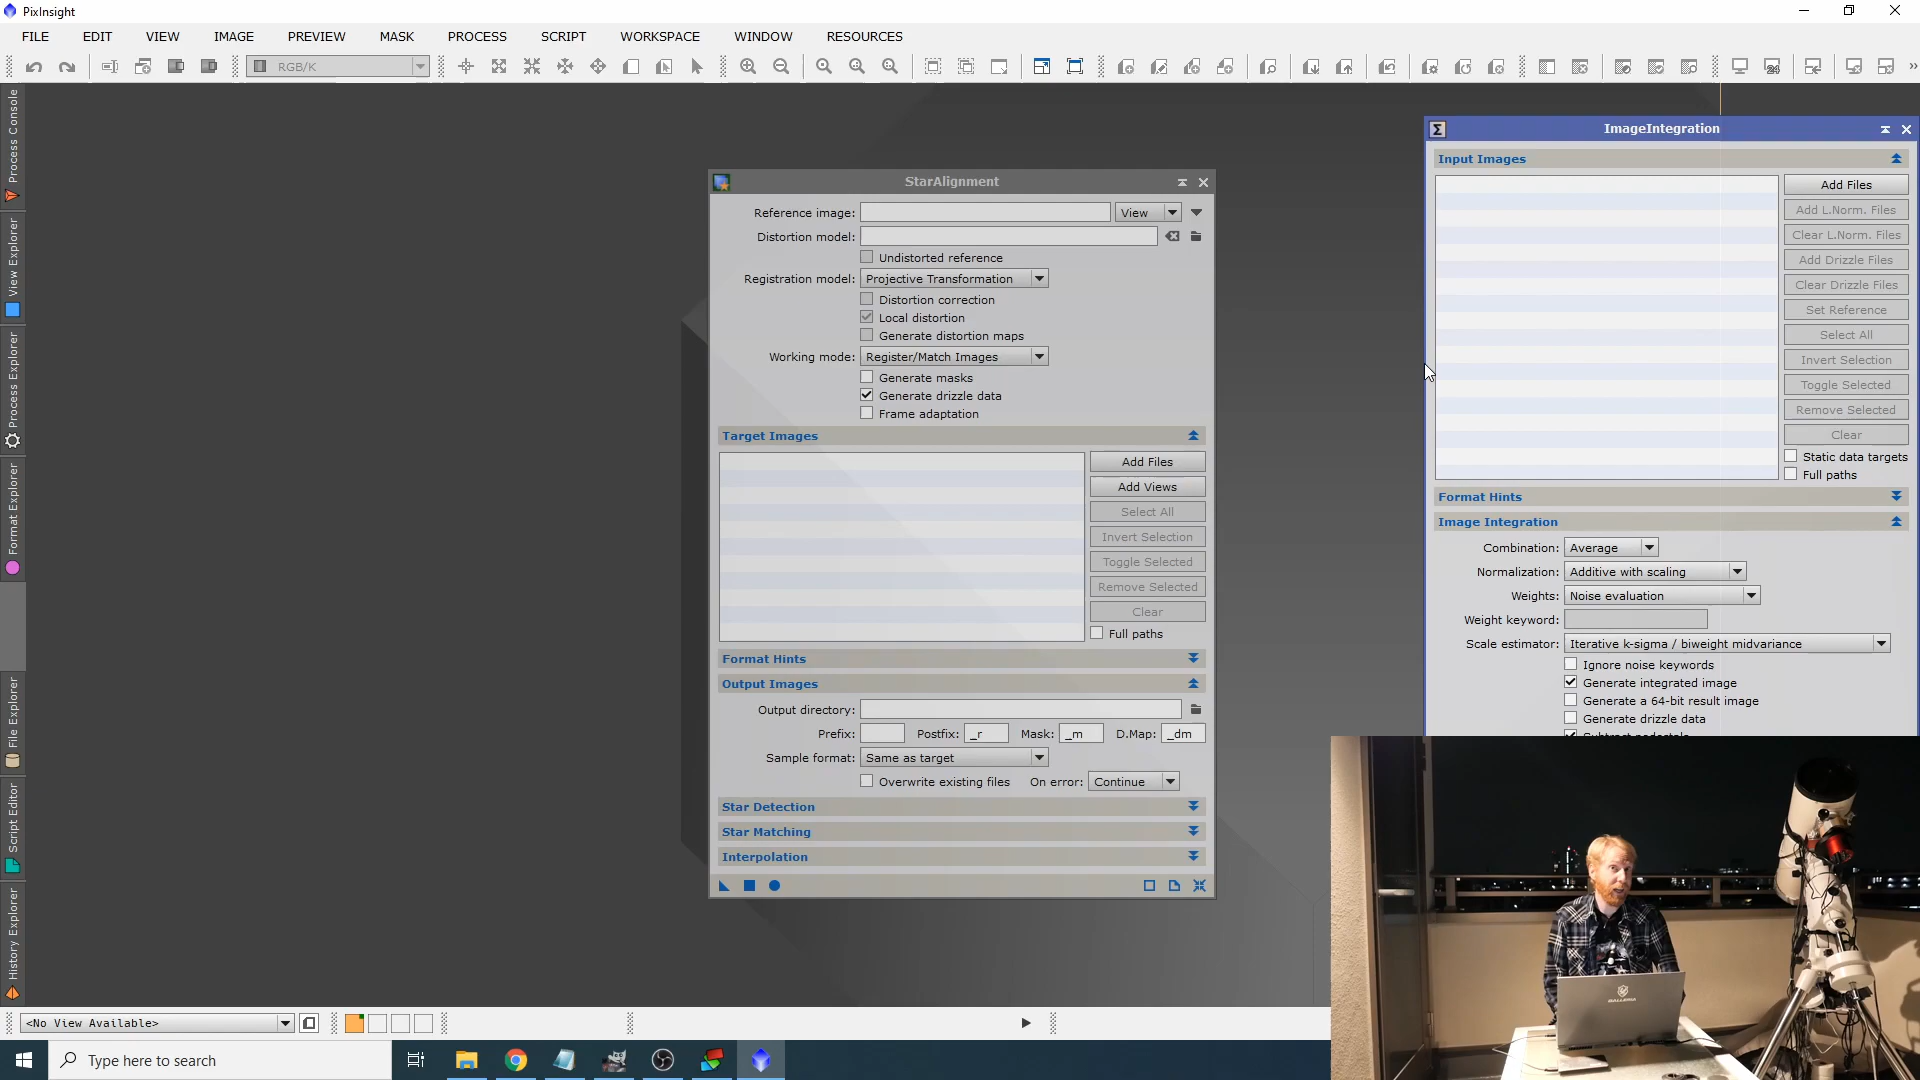 PixInsight
FILE EDIT VIEW IMAGE PREVIEW MASK PROCESS SCRIPT WORKSPACE WINDOW RESOURCES
RGB/K
Process Console
View Explorer
Process Explorer
Format Explorer
File Explorer
Script Editor
History Explorer
StarAlignment
Reference image: View
Distortion model:
Undistorted reference
Registration model: Projective Transformation
Distortion correction
Local distortion
Generate distortion maps
Working mode: Register/Match Images
Generate masks
Generate drizzle data
Frame adaptation
Target Images
Add Files
Add Views
Select All
Invert Selection
Toggle Selected
Remove Selected
Clear
Full paths
Format Hints
Output Images
Output directory:
Prefix: Postfix: _r Mask: _m D.Map: _dm
Sample format: Same as target
Overwrite existing files On error: Continue
Star Detection
Star Matching
Interpolation
ImageIntegration
Input Images
Add Files
Add L.Norm. Files
Clear L.Norm. Files
Add Drizzle Files
Clear Drizzle Files
Set Reference
Select All
Invert Selection
Toggle Selected
Remove Selected
Clear
Static data targets
Full paths
Format Hints
Image Integration
Combination: Average
Normalization: Additive with scaling
Weights: Noise evaluation
Weight keyword:
Scale estimator: Iterative k-sigma / biweight midvariance
Ignore noise keywords
Generate integrated image
Generate a 64-bit result image
Generate drizzle data
<No View Available>
Type here to search
GALLERIA